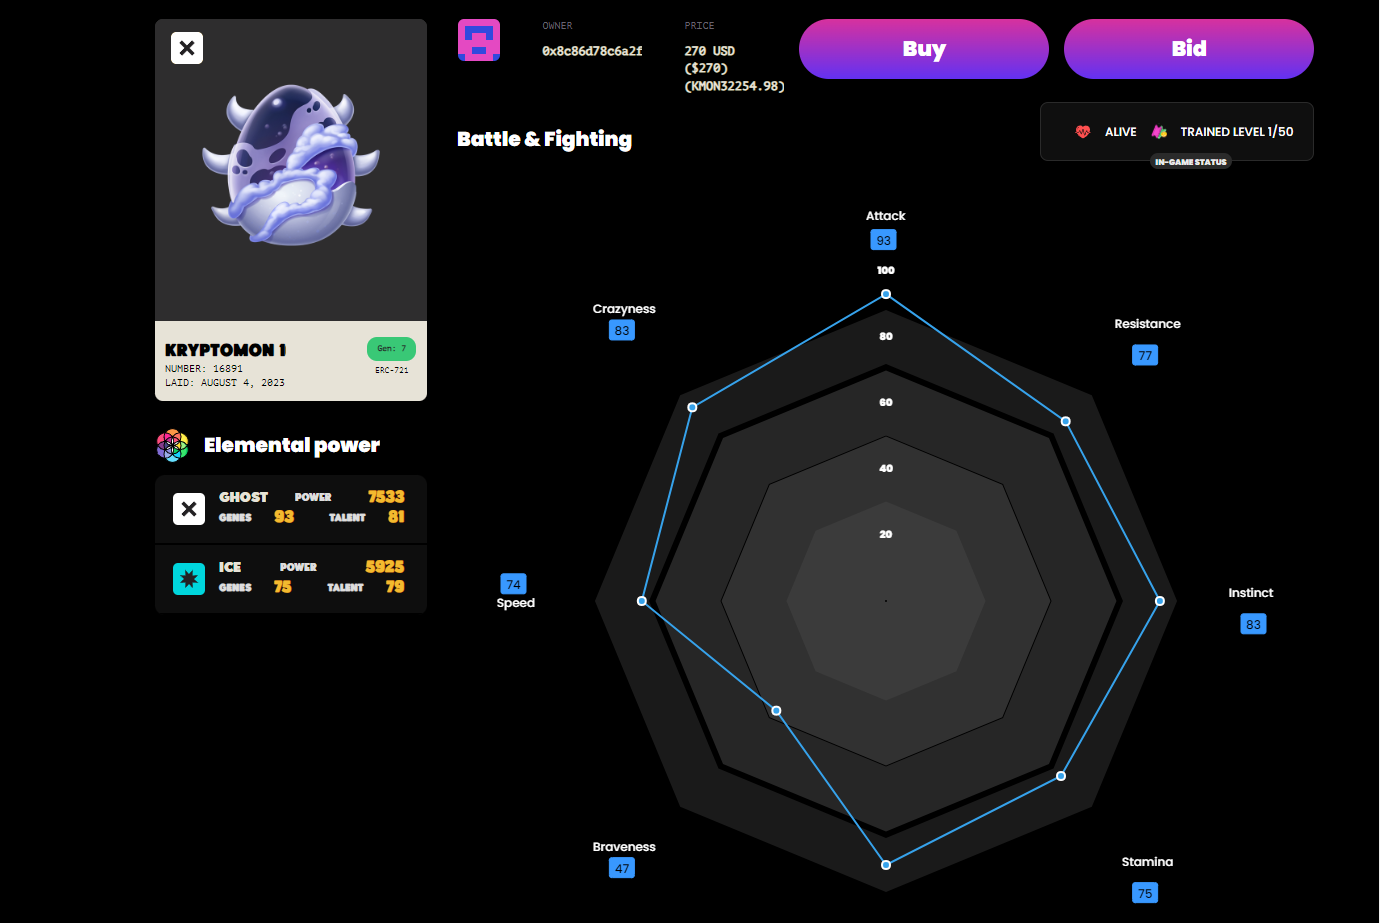 OWNER
0x8c86d78c6a2f
PRICE
270 USD
($270)
(KMON32254.98)
Buy
Bid
ALIVE
TRAINED LEVEL 1/50
IN-GAME STATUS
KRYPTOMON 1
Gen: 7
NUMBER: 16891
ERC-721
LAID: AUGUST 4, 2023
Elemental power
GHOST POWER 7533
GENES 93 TALENT 81
ICE POWER 5925
GENES 75 TALENT 79
Battle & Fighting
Attack
93
100
80
60
40
20
Resistance
77
Instinct
83
Stamina
75
Braveness
47
74
Speed
Crazyness
83